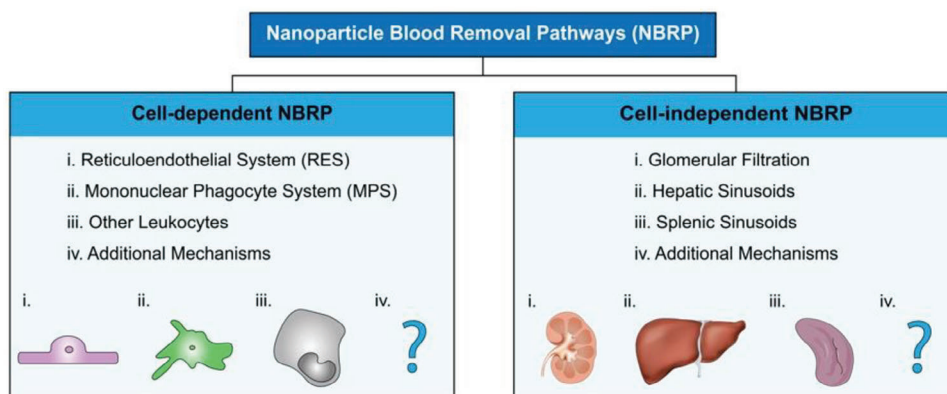 Nanoparticle Blood Removal Pathways (NBRP)
Cell-dependent NBRP
i. Reticuloendothelial System (RES)
ii. Mononuclear Phagocyte System (MPS)
iii. Other Leukocytes
iv. Additional Mechanisms
i. ii. iii. iv.
?
Cell-independent NBRP
i. Glomerular Filtration
ii. Hepatic Sinusoids
iii. Splenic Sinusoids
iv. Additional Mechanisms
i. ii. iii. iv.
?